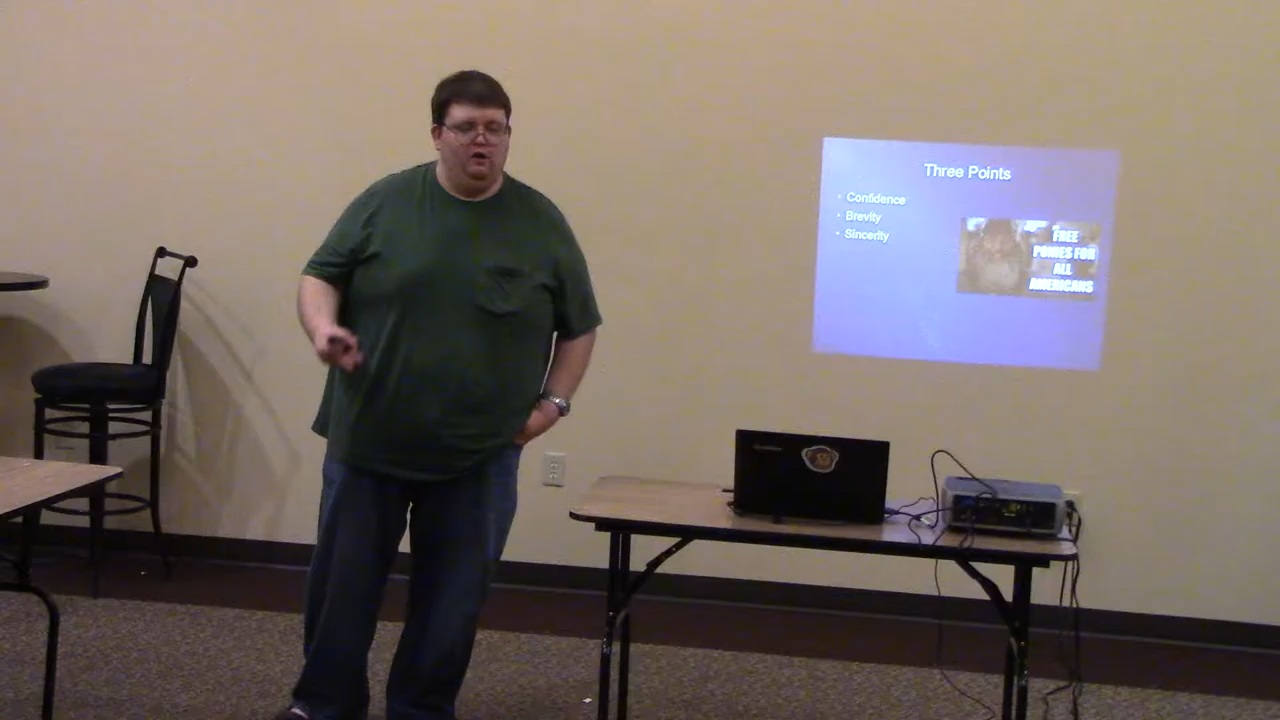 Three Points
Confidence
Brevity
Sincerity
FREE
PONIES FOR
ALL
AMERICANS